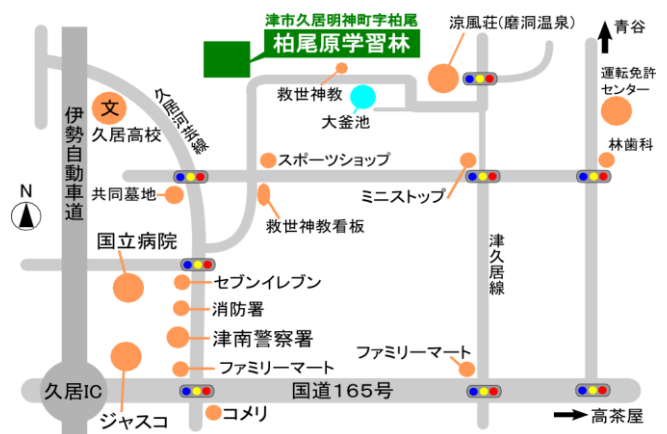 津市久居明神町字柏尾
柏尾原学習林
涼風荘(磨洞温泉)
青谷
運転免許
センター
救世神教
大釜池
文
久居高校
久居河芸線
伊勢自動車道
スポーツショップ
林歯科
N
共同墓地
ミニストップ
救世神教看板
国立病院
津久居線
セブンイレブン
消防署
津南警察署
ファミリーマート
ファミリーマート
久居IC
国道165号
ジャスコ
コメリ
高茶屋